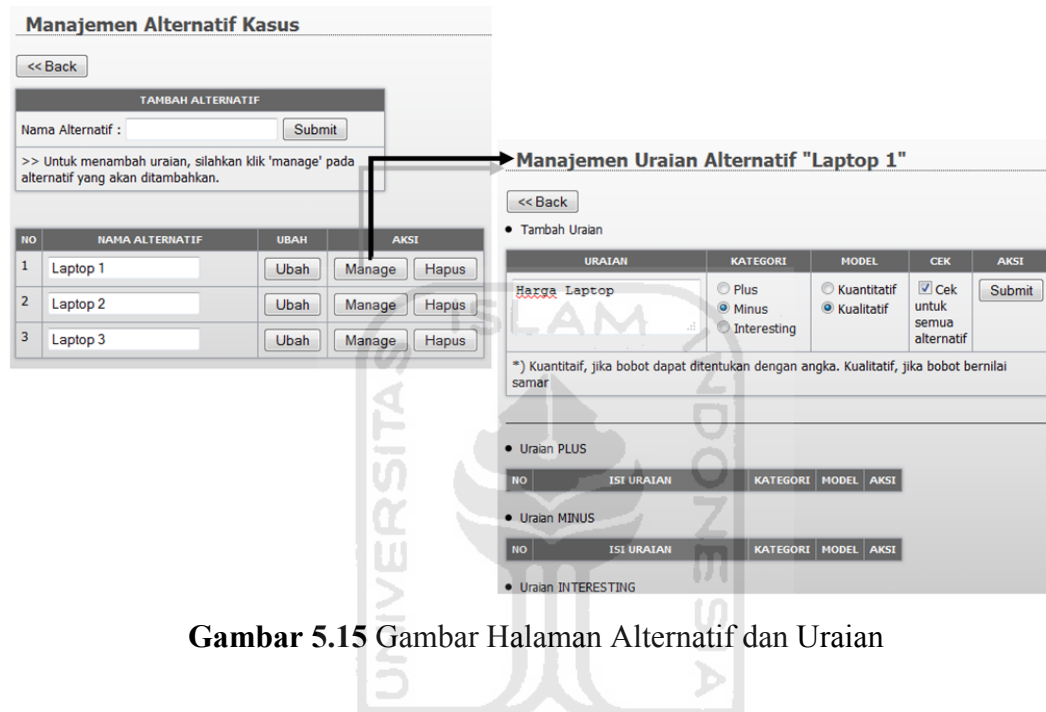 Manajemen Alternatif Kasus
<< Back
TAMBAH ALTERNATIF
Nama Alternatif : Submit
>> Untuk menambah uraian, silahkan klik 'manage' pada
alternatif yang akan ditambahkan.
NO NAMA ALTERNATIF UBAH AKSI
1 Laptop 1 Ubah Manage Hapus
2 Laptop 2 Ubah Manage Hapus
3 Laptop 3 Ubah Manage Hapus
Manajemen Uraian Alternatif "Laptop 1"
<< Back
• Tambah Uraian
URAIAN KATEGORI MODEL CEK AKSI
Harga Laptop
Plus
Minus
Interesting
Kuantitatif
Kualitatif
Cek
untuk
semua
alternatif
Submit
*) Kuantitaif, jika bobot dapat ditentukan dengan angka. Kualitatif, jika bobot bernilai
samar
• Uraian PLUS
NO ISI URAIAN KATEGORI MODEL AKSI
• Uraian MINUS
NO ISI URAIAN KATEGORI MODEL AKSI
• Uraian INTERESTING
Gambar 5.15 Gambar Halaman Alternatif dan Uraian
UNIVERSITAS
ISLAM
INDONESIA